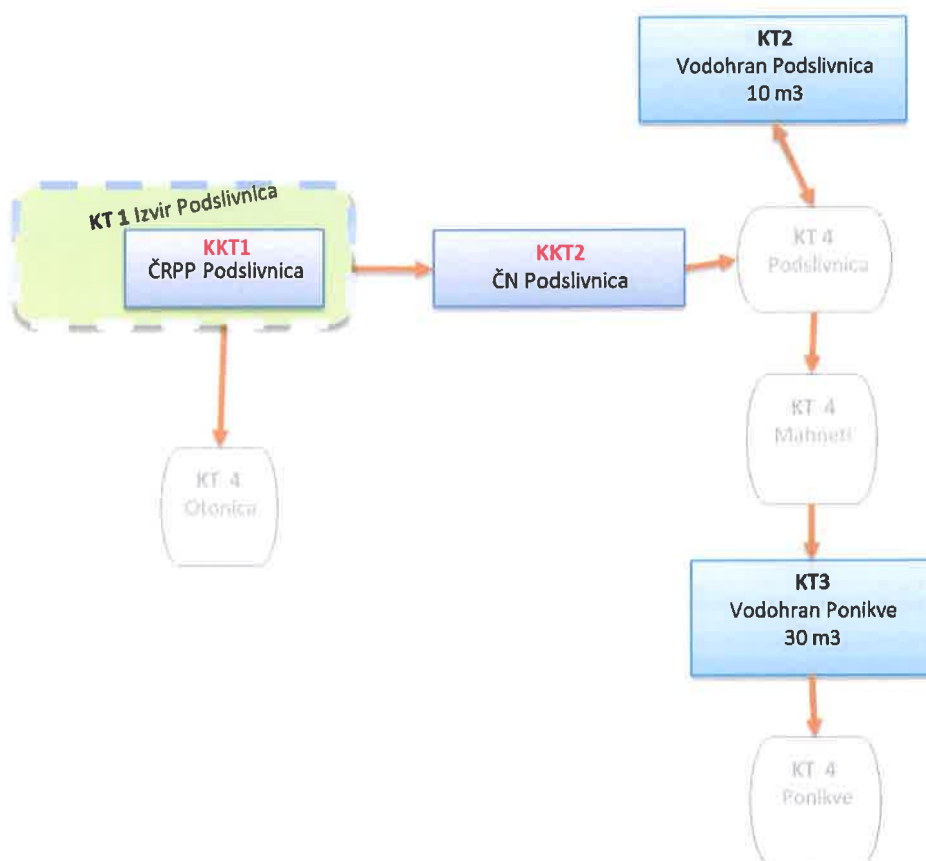 KT2
Vodohran Podslivnica
10 m3
KT 1 Izvir Podslivnica
KKT1
ČRPP Podslivnica
KKT2
ČN Podslivnica
KT 4
Podslivnica
KT 4
Mahneti
KT 4
Otonica
KT3
Vodohran Ponikve
30 m3
KT 4
Ponikve